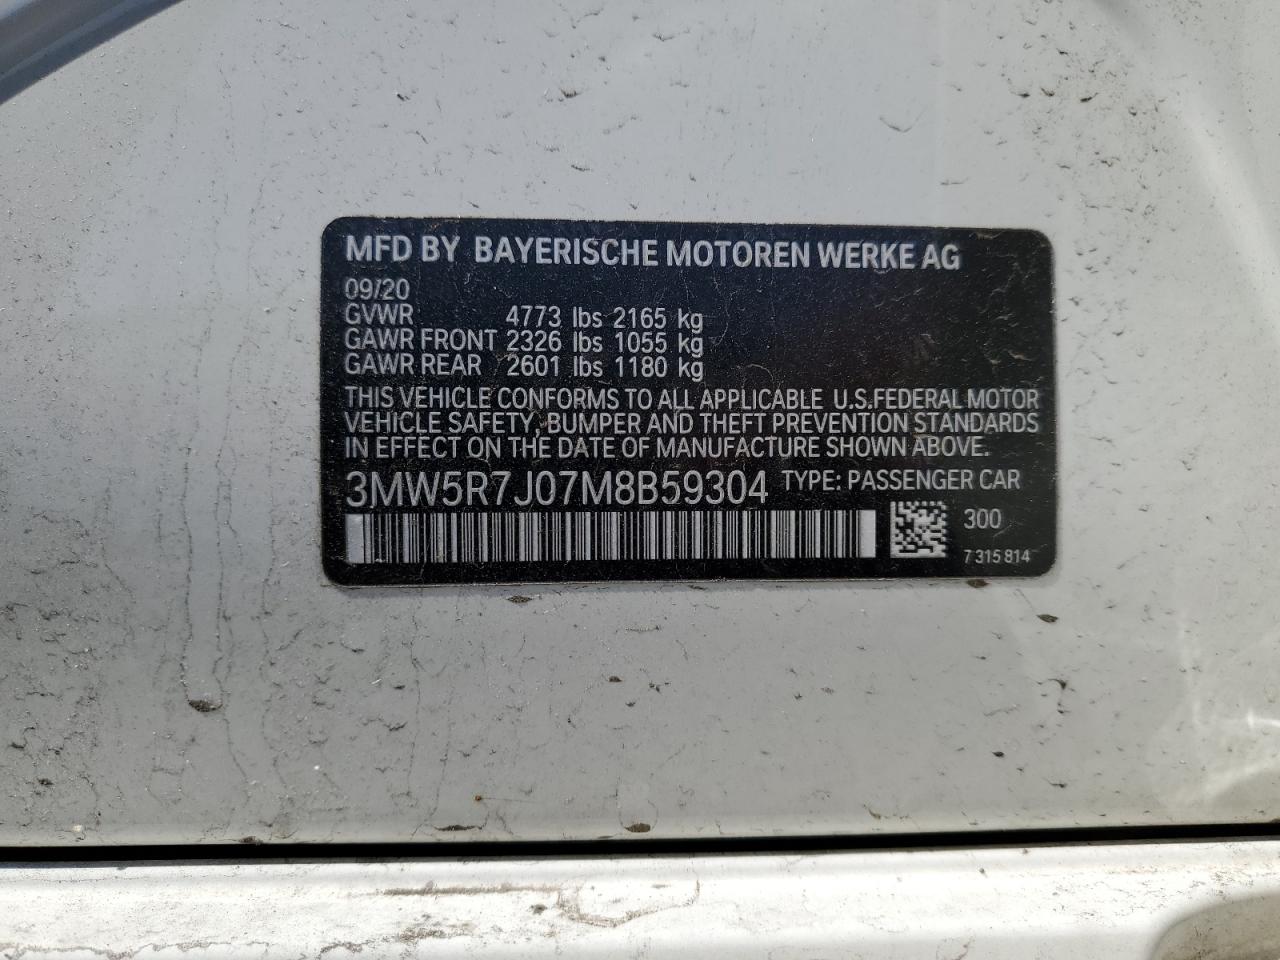 MFD BY BAYERISCHE MOTOREN WERKE AG
09/20
GVWR 4773 lbs 2165 kg
GAWR FRONT 2326 lbs 1055 kg
GAWR REAR 2601 lbs 1180 kg
THIS VEHICLE CONFORMS TO ALL APPLICABLE U.S.FEDERAL MOTOR
VEHICLE SAFETY, BUMPER AND THEFT PREVENTION STANDARDS
IN EFFECT ON THE DATE OF MANUFACTURE SHOWN ABOVE.
3MW5R7J07M8B59304 TYPE: PASSENGER CAR
300
7 315 814